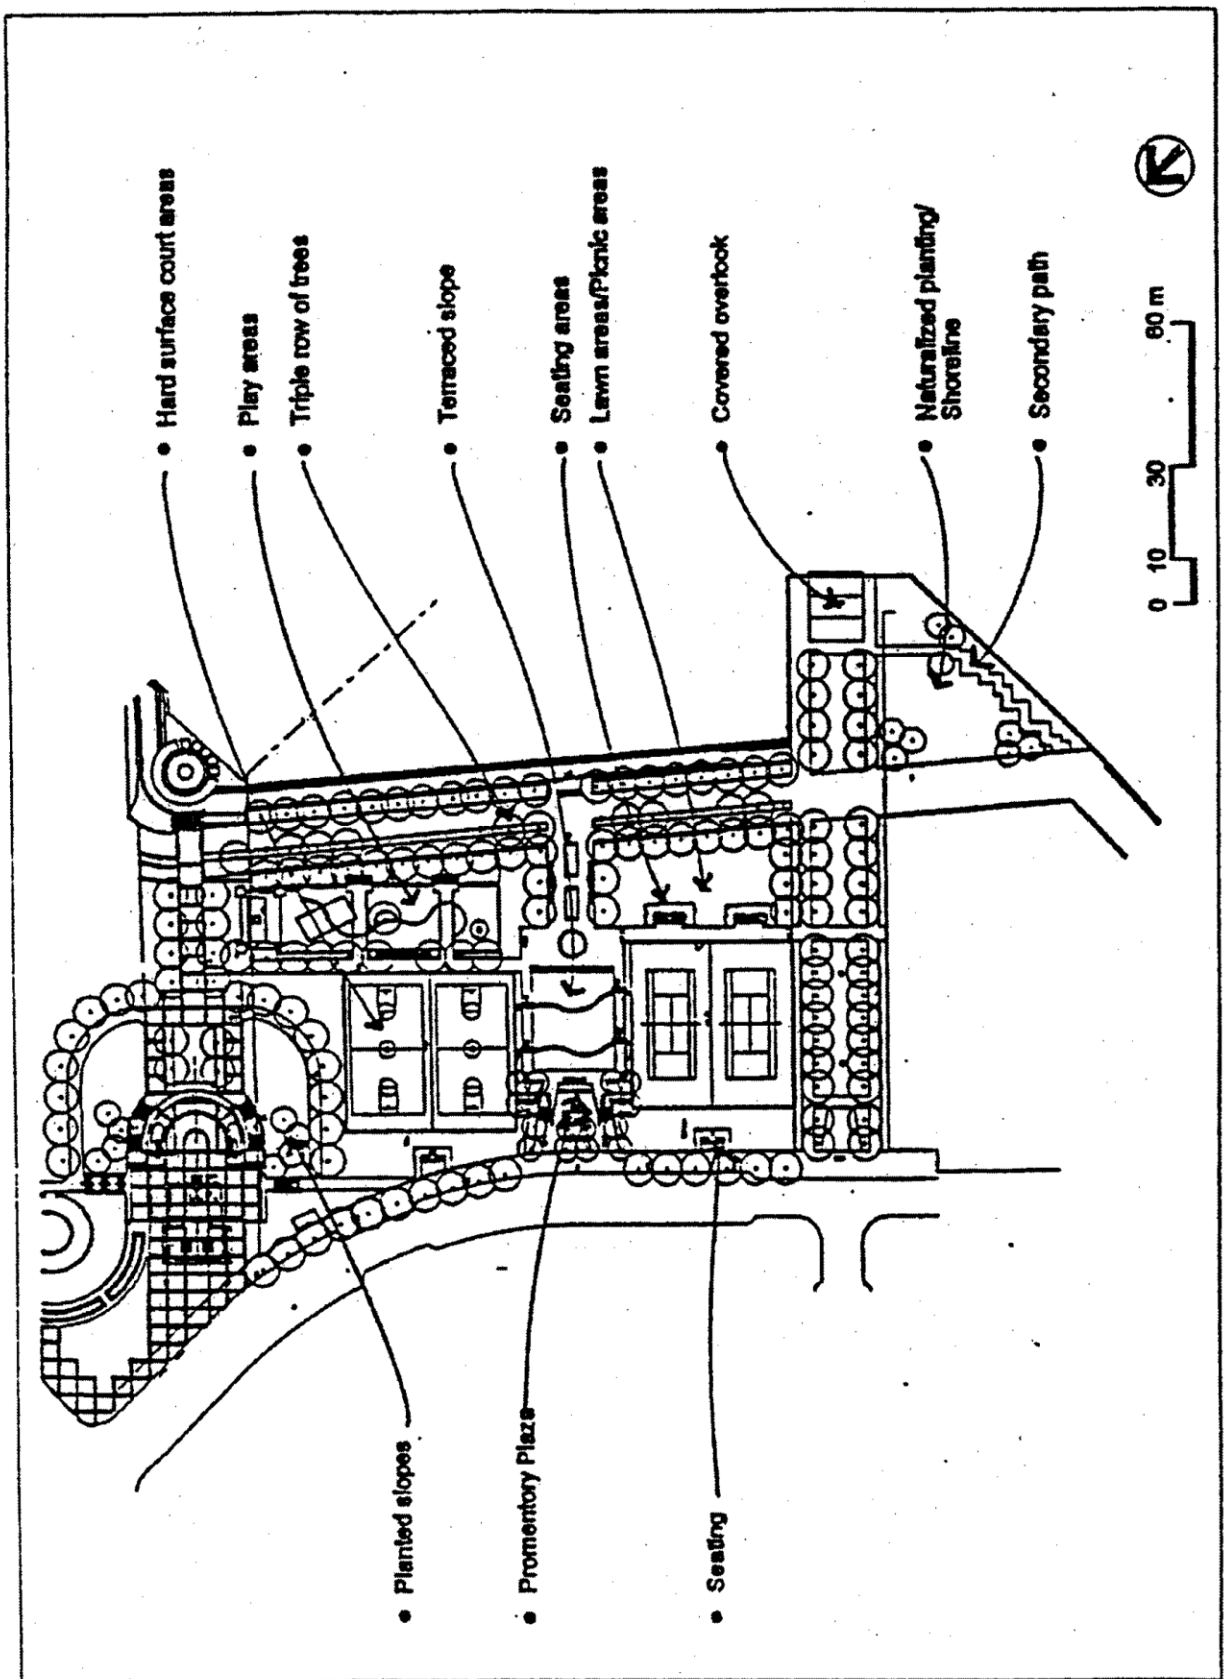 Hard surface court areas
Play areas
Triple row of trees
Terraced slope
Seating areas
Lawn areas/Picnic areas
Covered overlook
Naturalized planting/
Shoreline
Secondary path
Planted slopes
Promontory Plaza
Seating
0 10 30 60 m